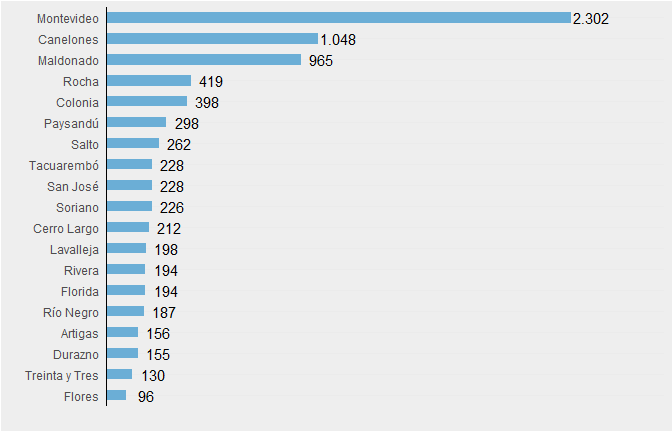 Montevideo 2.302
Canelones 1.048
Maldonado 965
Rocha 419
Colonia 398
Paysandú 298
Salto 262
Tacuarembó 228
San José 228
Soriano 226
Cerro Largo 212
Lavalleja 198
Rivera 194
Florida 194
Río Negro 187
Artigas 156
Durazno 155
Treinta y Tres 130
Flores 96